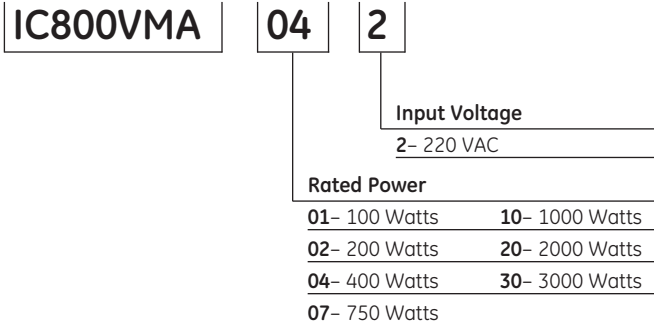 IC800VMA 04 2
Input Voltage
2– 220 VAC
Rated Power
01– 100 Watts 10– 1000 Watts
02– 200 Watts 20– 2000 Watts
04– 400 Watts 30– 3000 Watts
07– 750 Watts